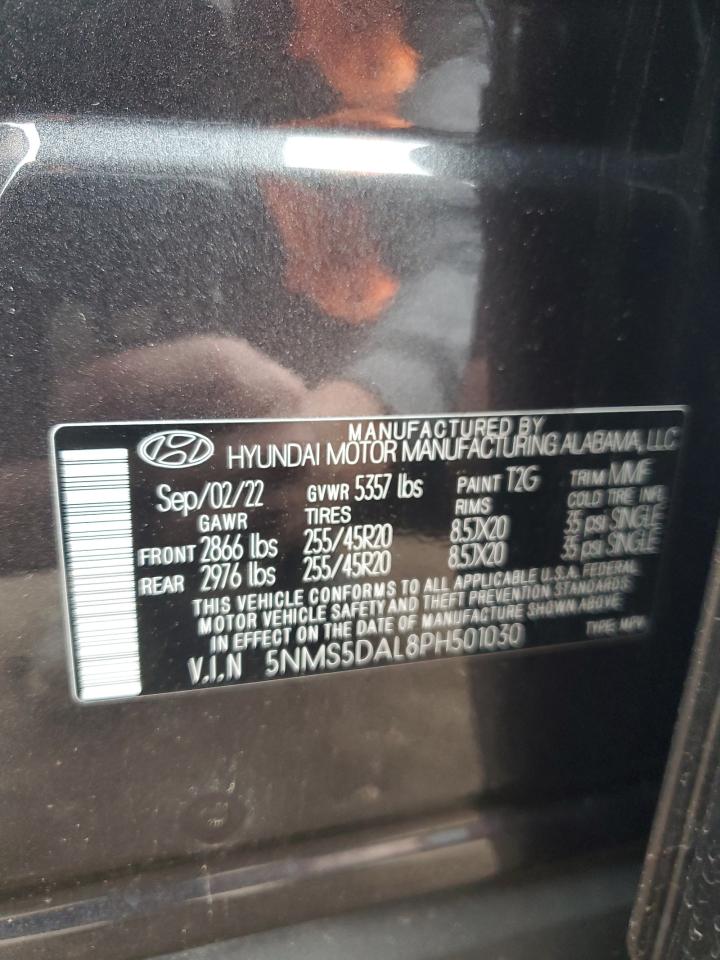 MANUFACTURED BY
HYUNDAI MOTOR MANUFACTURING ALABAMA, LLC
Sep/02/22 GVWR 5357 lbs PAINT T2G TRIM MMF
GAWR TIRES RIMS COLD TIRE INF.
FRONT 2866 lbs 255/45R20 8.5X20 35 psi SINGLE
REAR 2976 lbs 255/45R20 8.5X20 35 psi SINGLE
THIS VEHICLE CONFORMS TO ALL APPLICABLE U.S.A. FEDERAL
MOTOR VEHICLE SAFETY AND THEFT PREVENTION STANDARDS
IN EFFECT ON THE DATE OF MANUFACTURE SHOWN ABOVE
V.I.N 5NMS5DAL8PH501030 TYPE: MPV